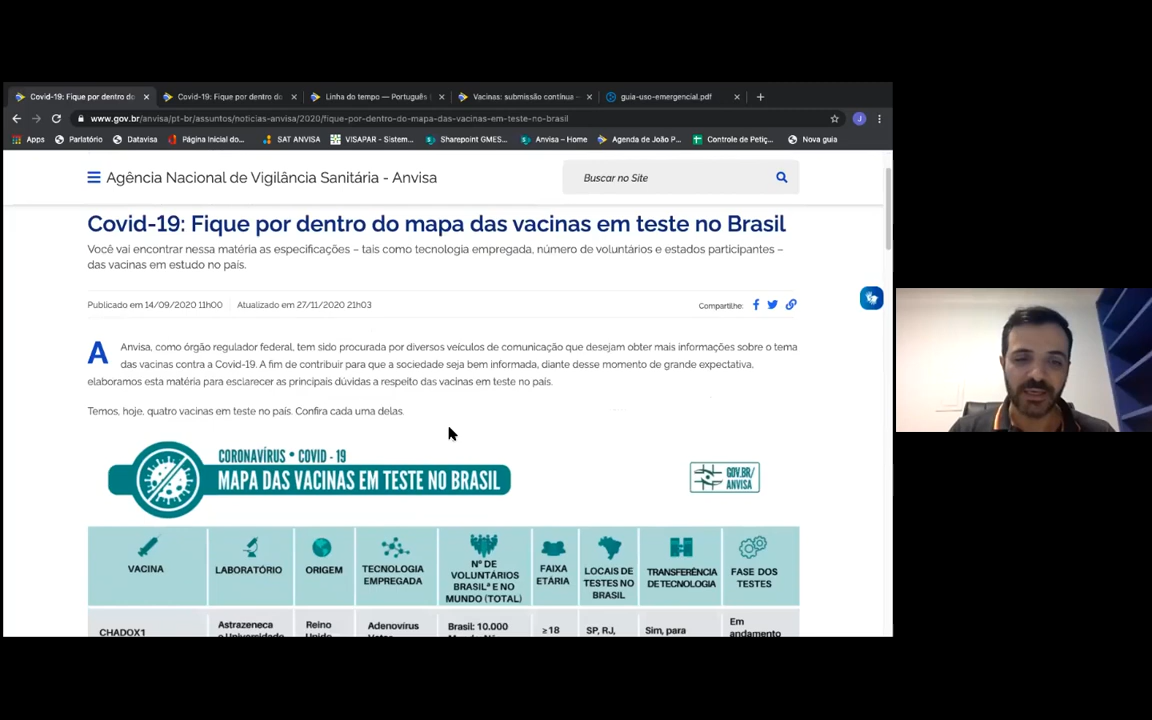 Covid-19: Fique por dentro do
Covid-19: Fique por dentro do
Linha do tempo — Português
Vacinas: submissão contínua –
guia-uso-emergencial.pdf
www.gov.br/anvisa/pt-br/assuntos/noticias-anvisa/2020/fique-por-dentro-do-mapa-das-vacinas-em-teste-no-brasil
J
Apps Parlatório Datavisa Página Inicial do... SAT ANVISA VISAPAR - Sistem... Sharepoint GMES... Anvisa – Home Agenda de João P... Controle de Petiç... Nova guia
Agência Nacional de Vigilância Sanitária - Anvisa
Buscar no Site
Covid-19: Fique por dentro do mapa das vacinas em teste no Brasil
Você vai encontrar nessa matéria as especificações – tais como tecnologia empregada, número de voluntários e estados participantes –
das vacinas em estudo no país.
Publicado em 14/09/2020 11h00 Atualizado em 27/11/2020 21h03
Compartilhe:
A Anvisa, como órgão regulador federal, tem sido procurada por diversos veículos de comunicação que desejam obter mais informações sobre o tema
das vacinas contra a Covid-19. A fim de contribuir para que a sociedade seja bem informada, diante desse momento de grande expectativa,
elaboramos esta matéria para esclarecer as principais dúvidas a respeito das vacinas em teste no país.
Temos, hoje, quatro vacinas em teste no país. Confira cada uma delas.
CORONAVÍRUS • COVID - 19
MAPA DAS VACINAS EM TESTE NO BRASIL
GOV.BR/
ANVISA
VACINA
LABORATÓRIO
ORIGEM
TECNOLOGIA
EMPREGADA
Nº DE
VOLUNTÁRIOS
BRASILª E NO
MUNDO (TOTAL)
FAIXA
ETÁRIA
LOCAIS DE
TESTES NO
BRASIL
TRANSFERÊNCIA
DE TECNOLOGIA
FASE DOS
TESTES
CHADOX1
Astrazeneca
e Universidade
Reino
Unido
Adenovírus
Brasil: 10.000
≥18
SP, RJ,
Sim, para
Em
andamento